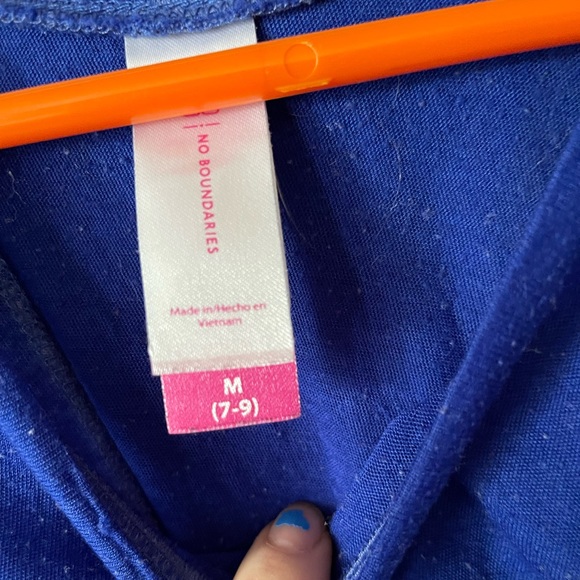 NO BOUNDARIES
Made in/Hecho en
Vietnam
M
(7-9)